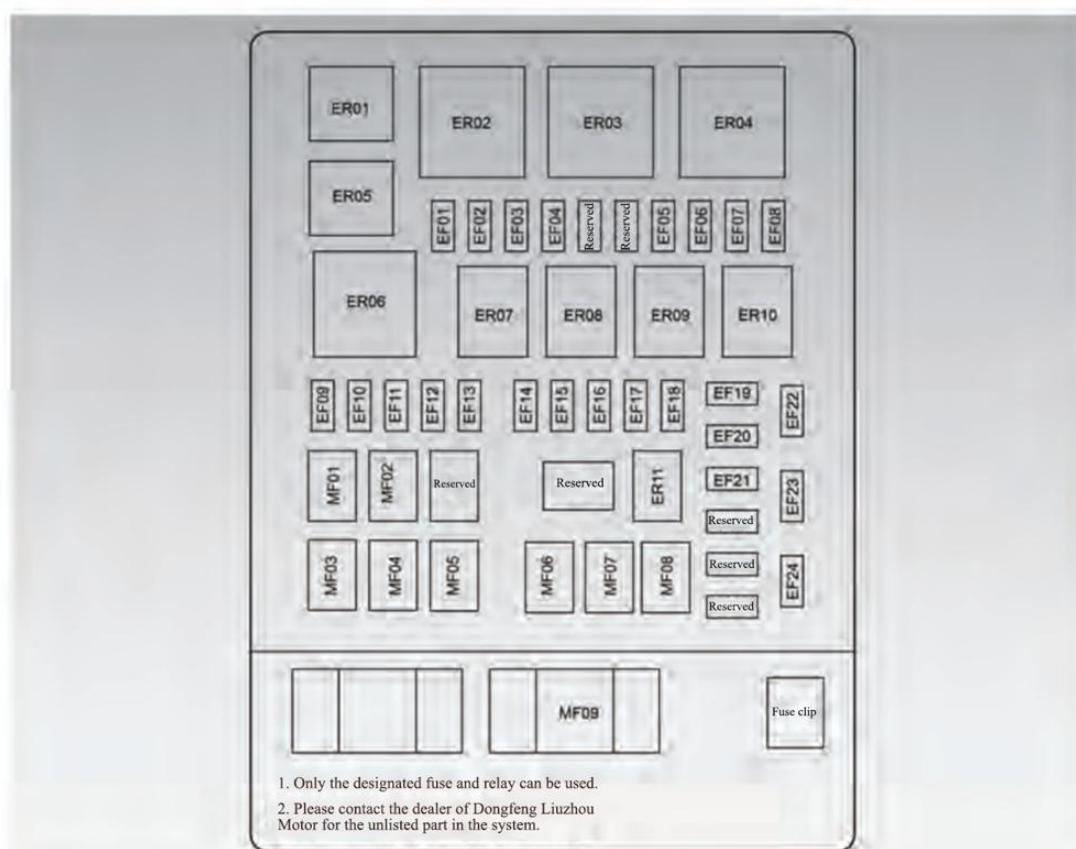 ER01
ER02
ER03
ER04
ER05
EF01
EF02
EF03
EF04
Reserved
Reserved
EF05
EF06
EF07
EF08
ER06
ER07
ER08
ER09
ER10
EF09
EF10
EF11
EF12
EF13
EF14
EF15
EF16
EF17
EF18
EF19
EF20
EF21
Reserved
Reserved
Reserved
EF22
EF23
EF24
MF01
MF02
Reserved
Reserved
ER11
MF03
MF04
MF05
MF06
MF07
MF08
MF09
Fuse clip
1. Only the designated fuse and relay can be used.
2. Please contact the dealer of Dongfeng Liuzhou
Motor for the unlisted part in the system.